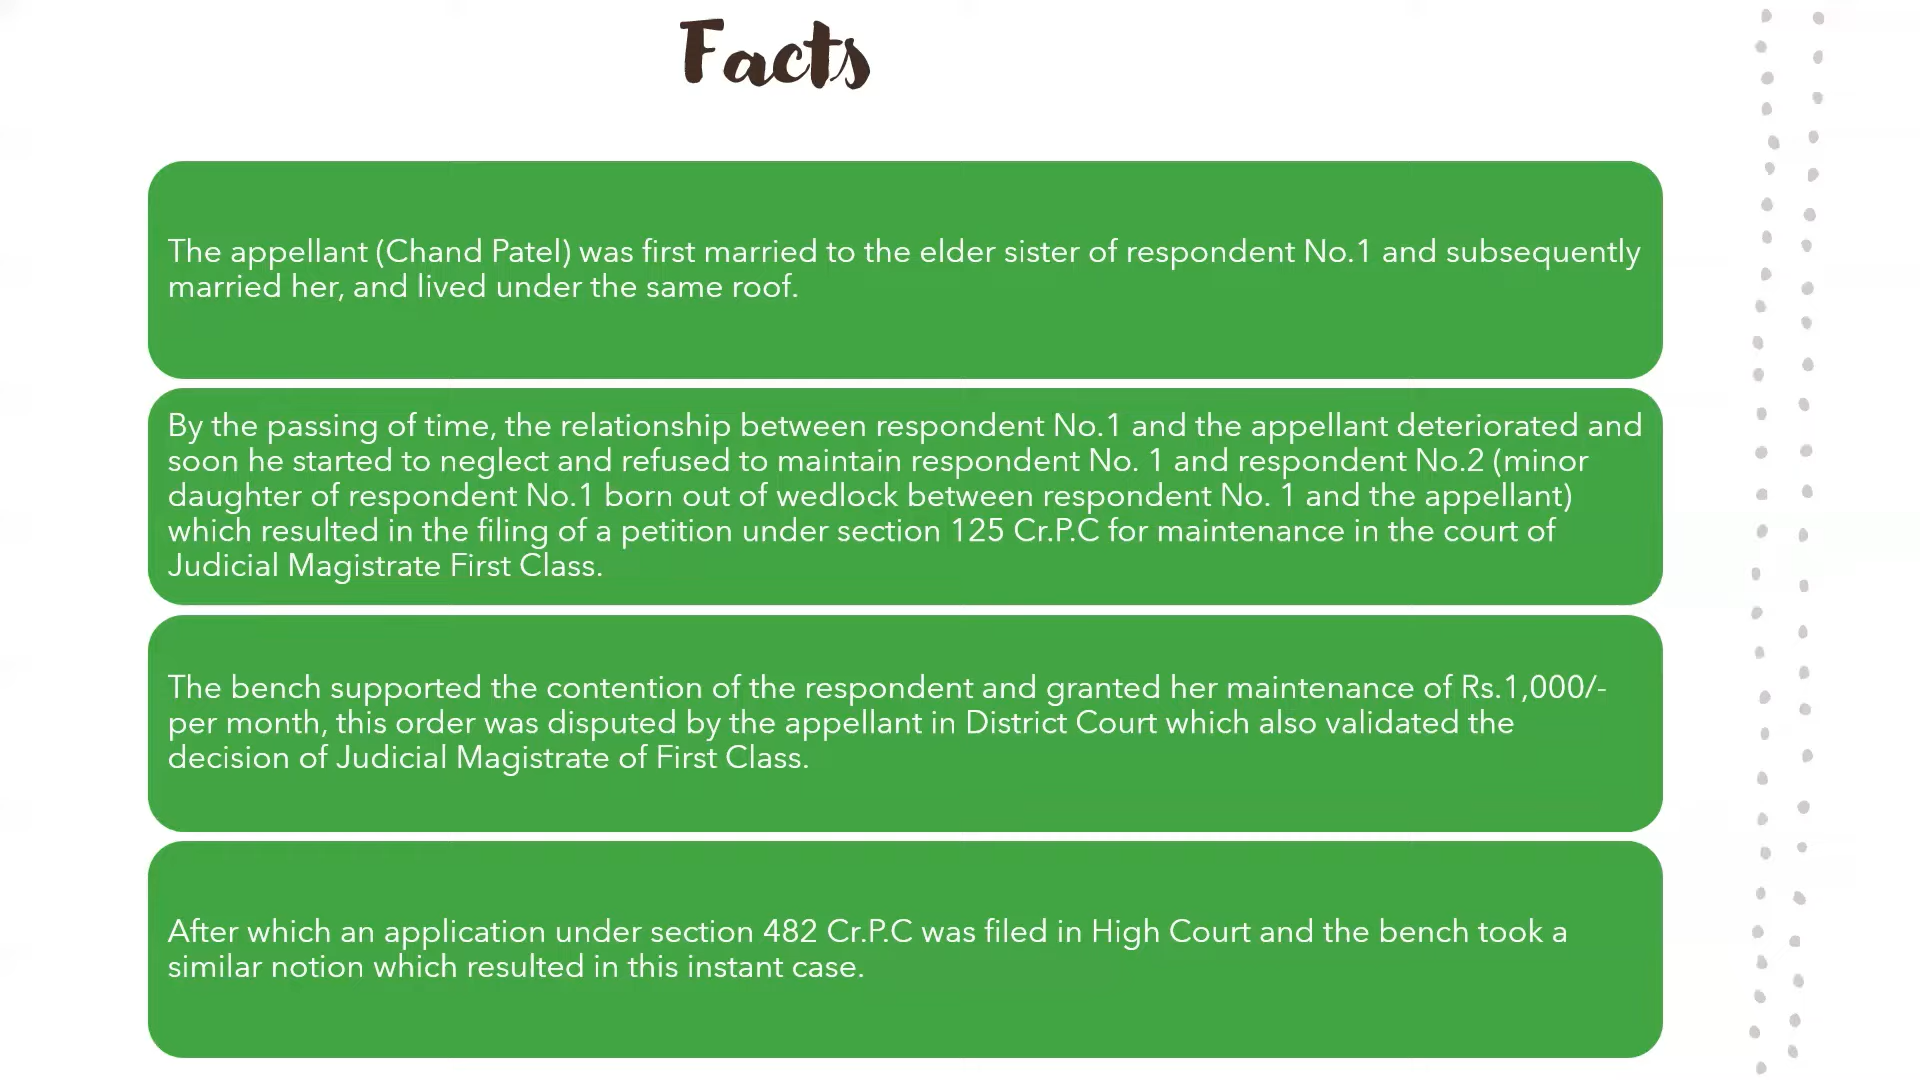 Facts
The appellant (Chand Patel) was first married to the elder sister of respondent No.1 and subsequently
married her, and lived under the same roof.
By the passing of time, the relationship between respondent No.1 and the appellant deteriorated and
soon he started to neglect and refused to maintain respondent No. 1 and respondent No.2 (minor
daughter of respondent No.1 born out of wedlock between respondent No. 1 and the appellant)
which resulted in the filing of a petition under section 125 Cr.P.C for maintenance in the court of
Judicial Magistrate First Class.
The bench supported the contention of the respondent and granted her maintenance of Rs.1,000/-
per month, this order was disputed by the appellant in District Court which also validated the
decision of Judicial Magistrate of First Class.
After which an application under section 482 Cr.P.C was filed in High Court and the bench took a
similar notion which resulted in this instant case.